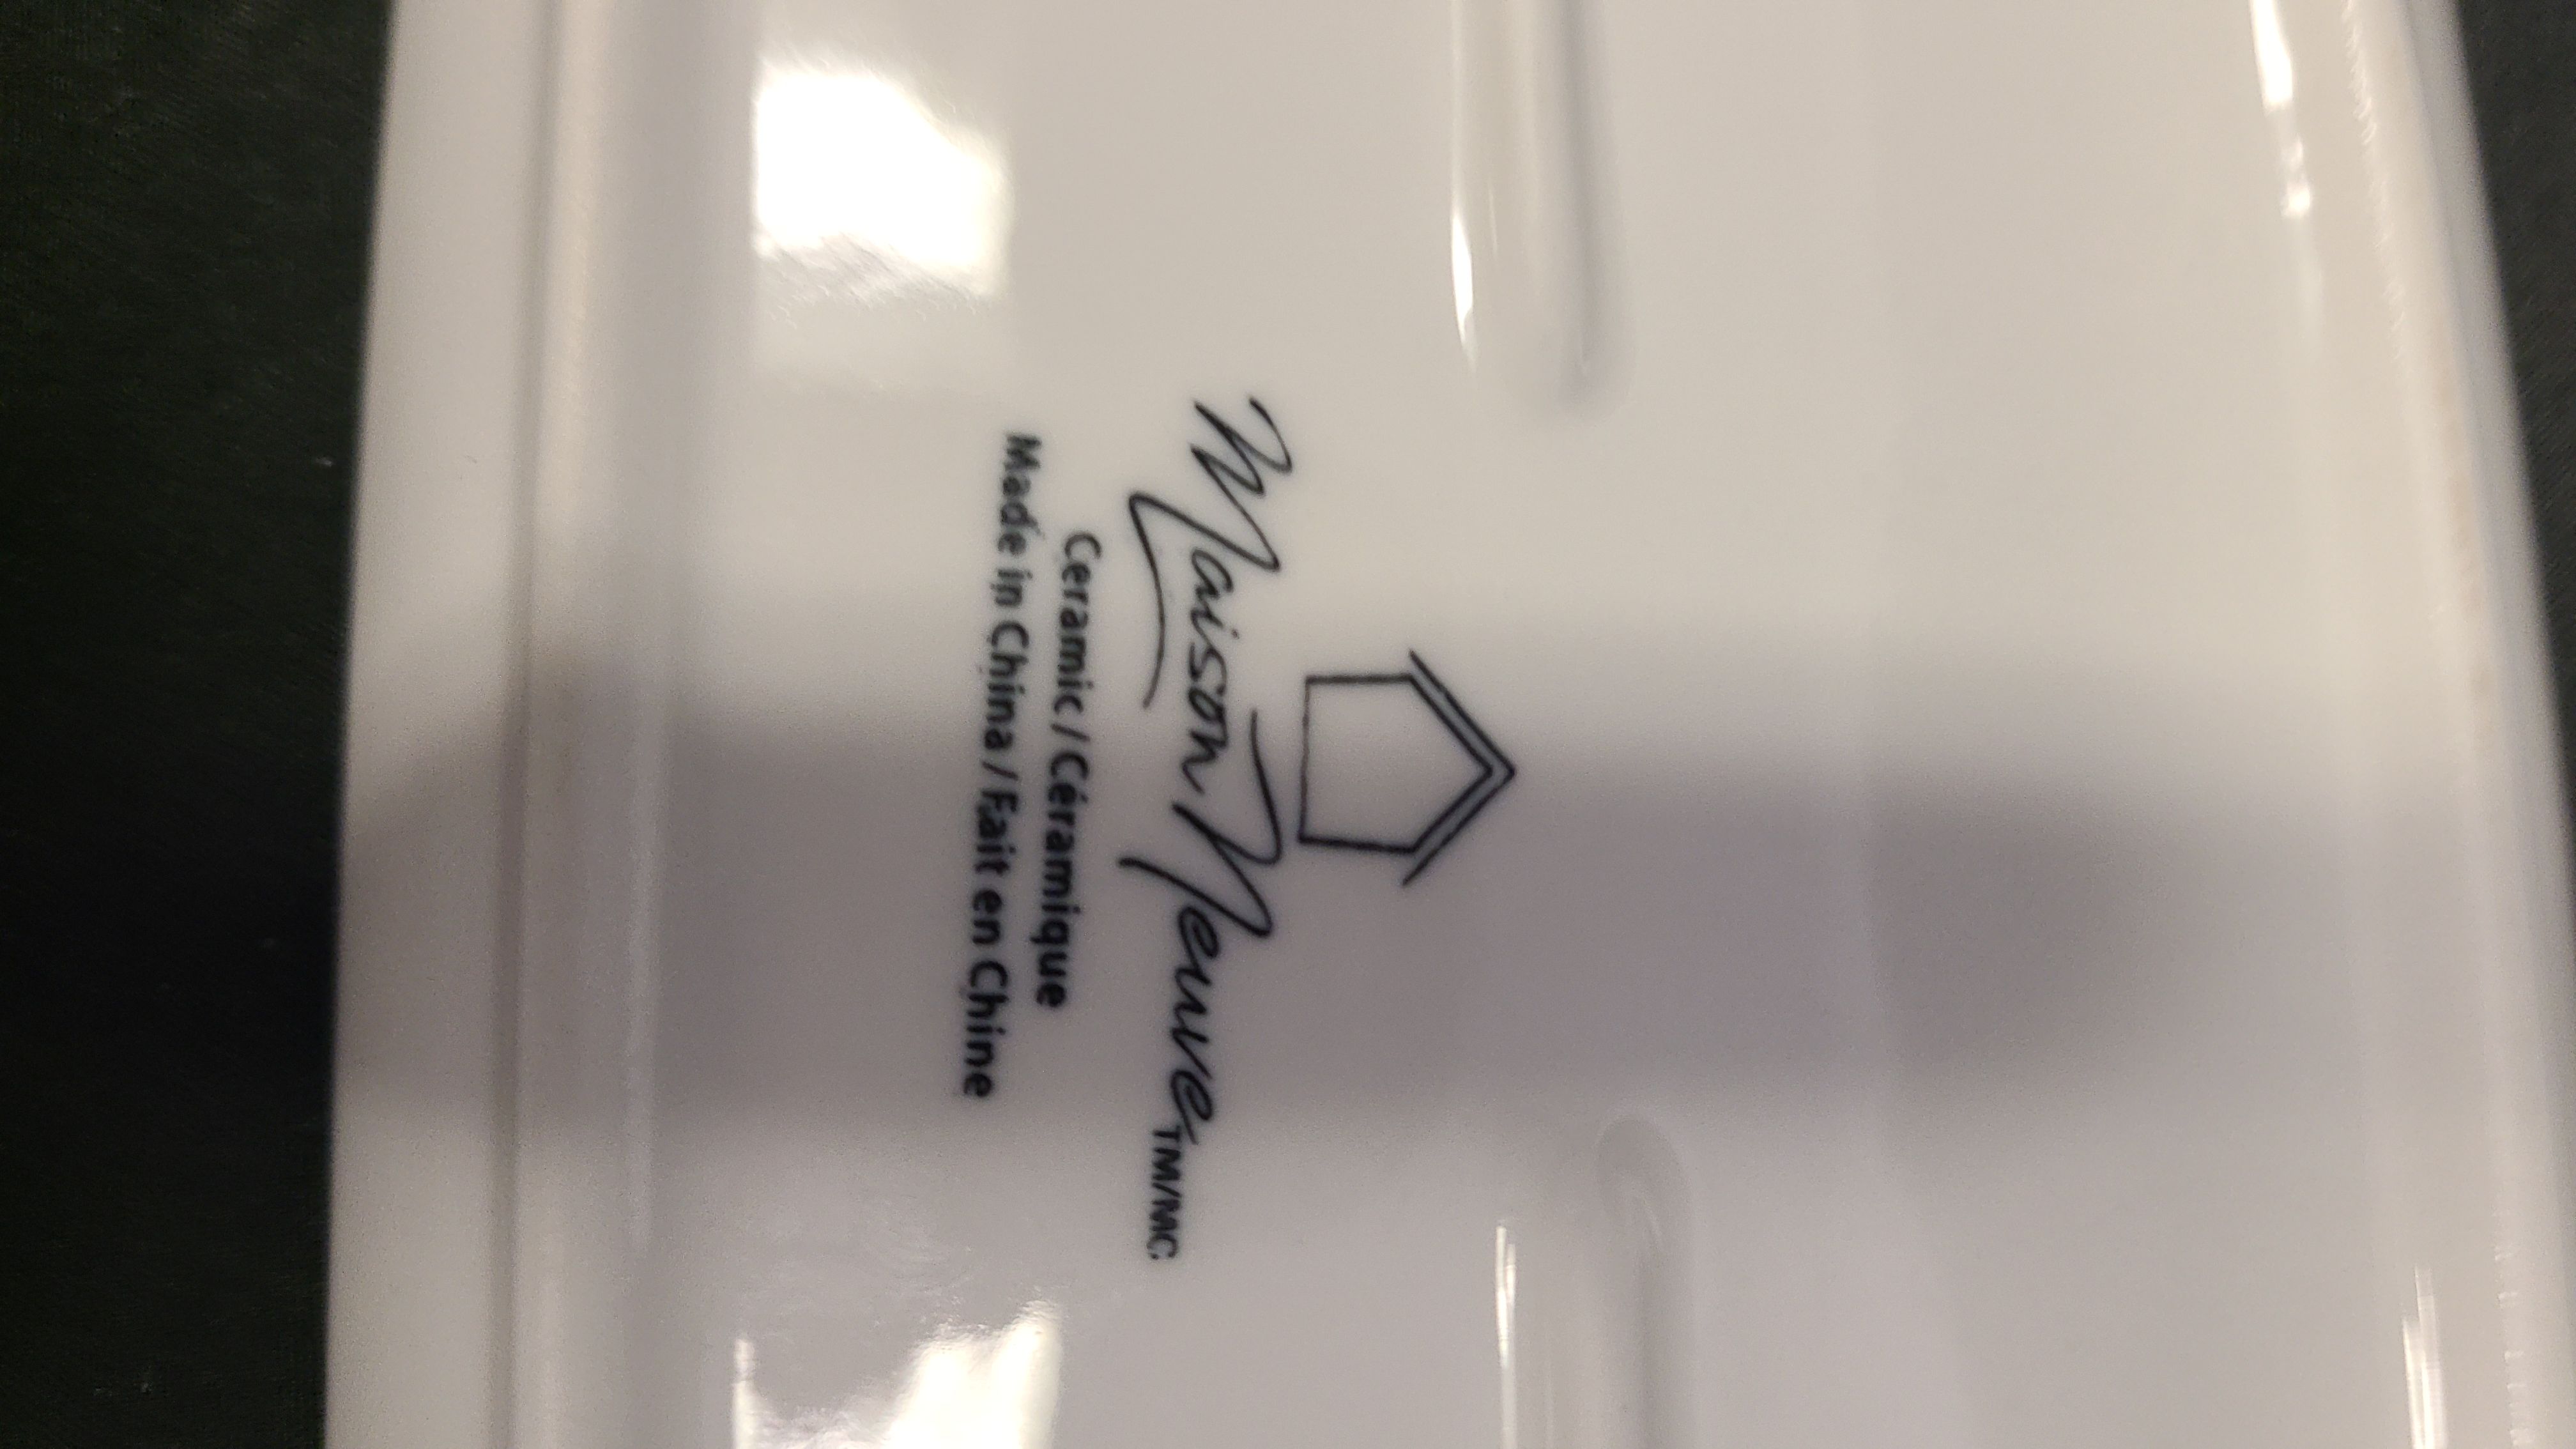 Maison Neuve TM/MC
Ceramic / Céramique
Made in China / Fait en Chine